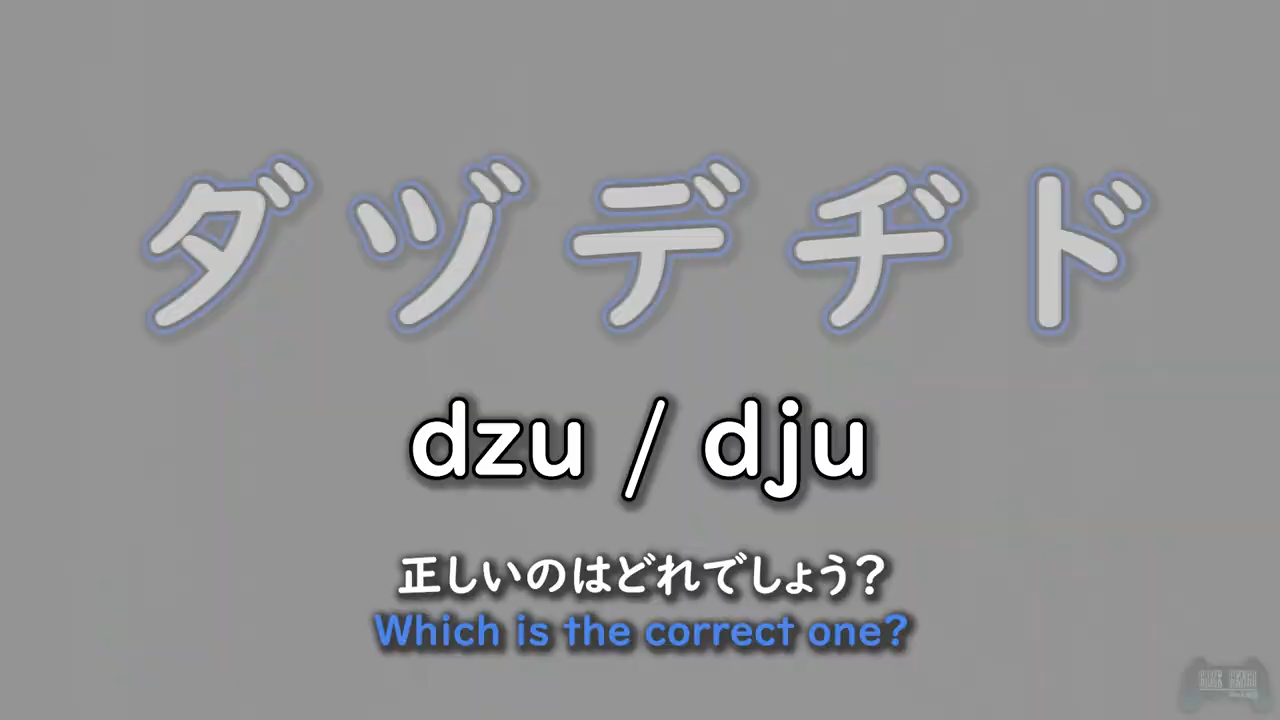 ダヅデヂド
dzu / dju
正しいのはどれでしょう？
Which is the correct one?